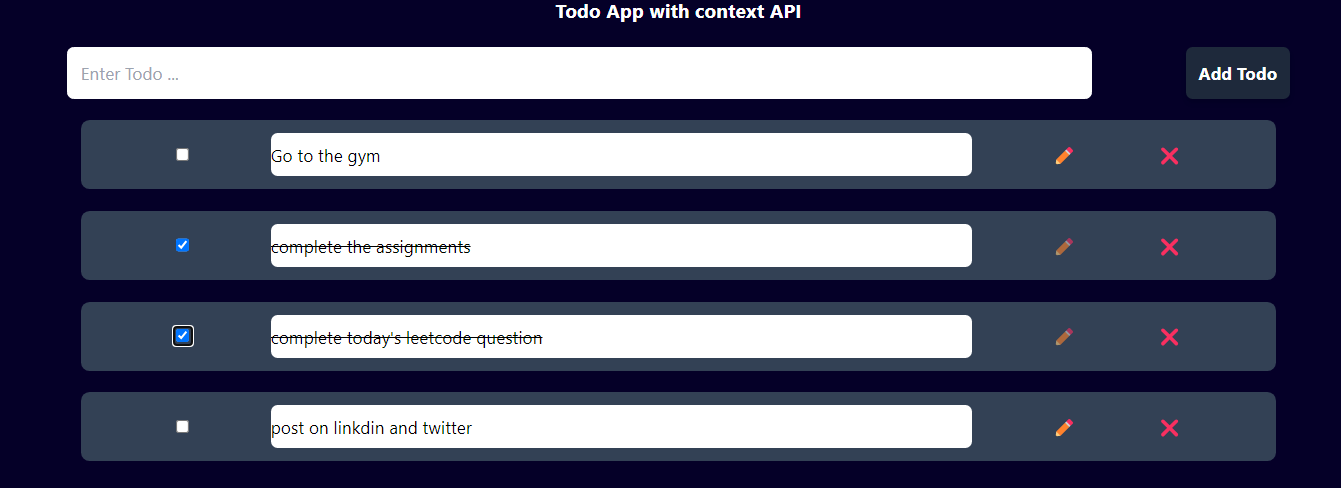 Todo App with context API
Enter Todo ...
Add Todo
Go to the gym
complete the assignments
complete today's leetcode question
post on linkdin and twitter